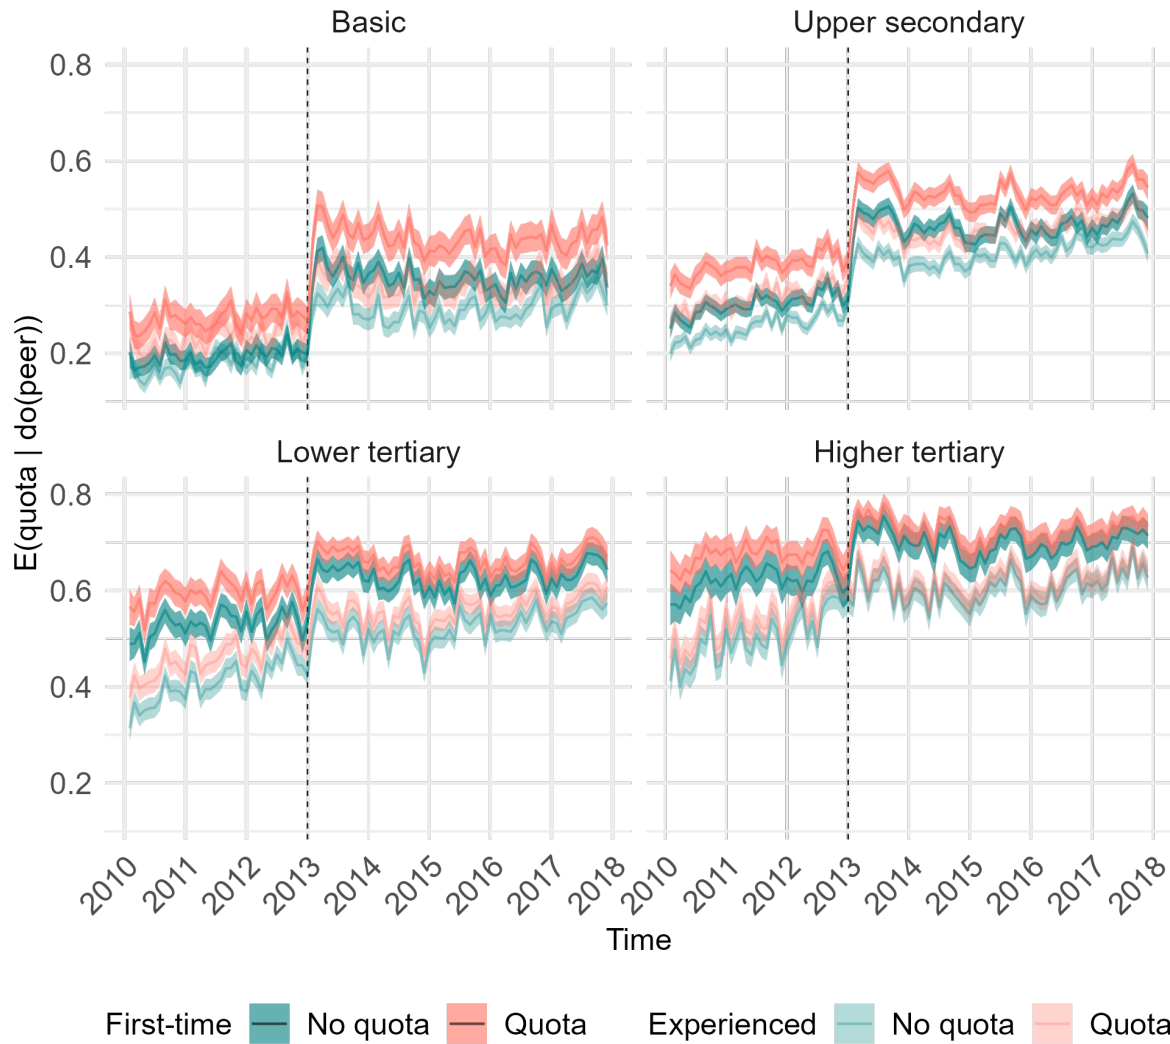 Basic
Upper secondary
0.8
0.6
0.4
0.2
Lower tertiary
Higher tertiary
0.8
0.6
0.4
0.2
E(quota | do(peer))
2010 2011 2012 2013 2014 2015 2016 2017 2018
2010 2011 2012 2013 2014 2015 2016 2017 2018
Time
First-time No quota Quota Experienced No quota Quota